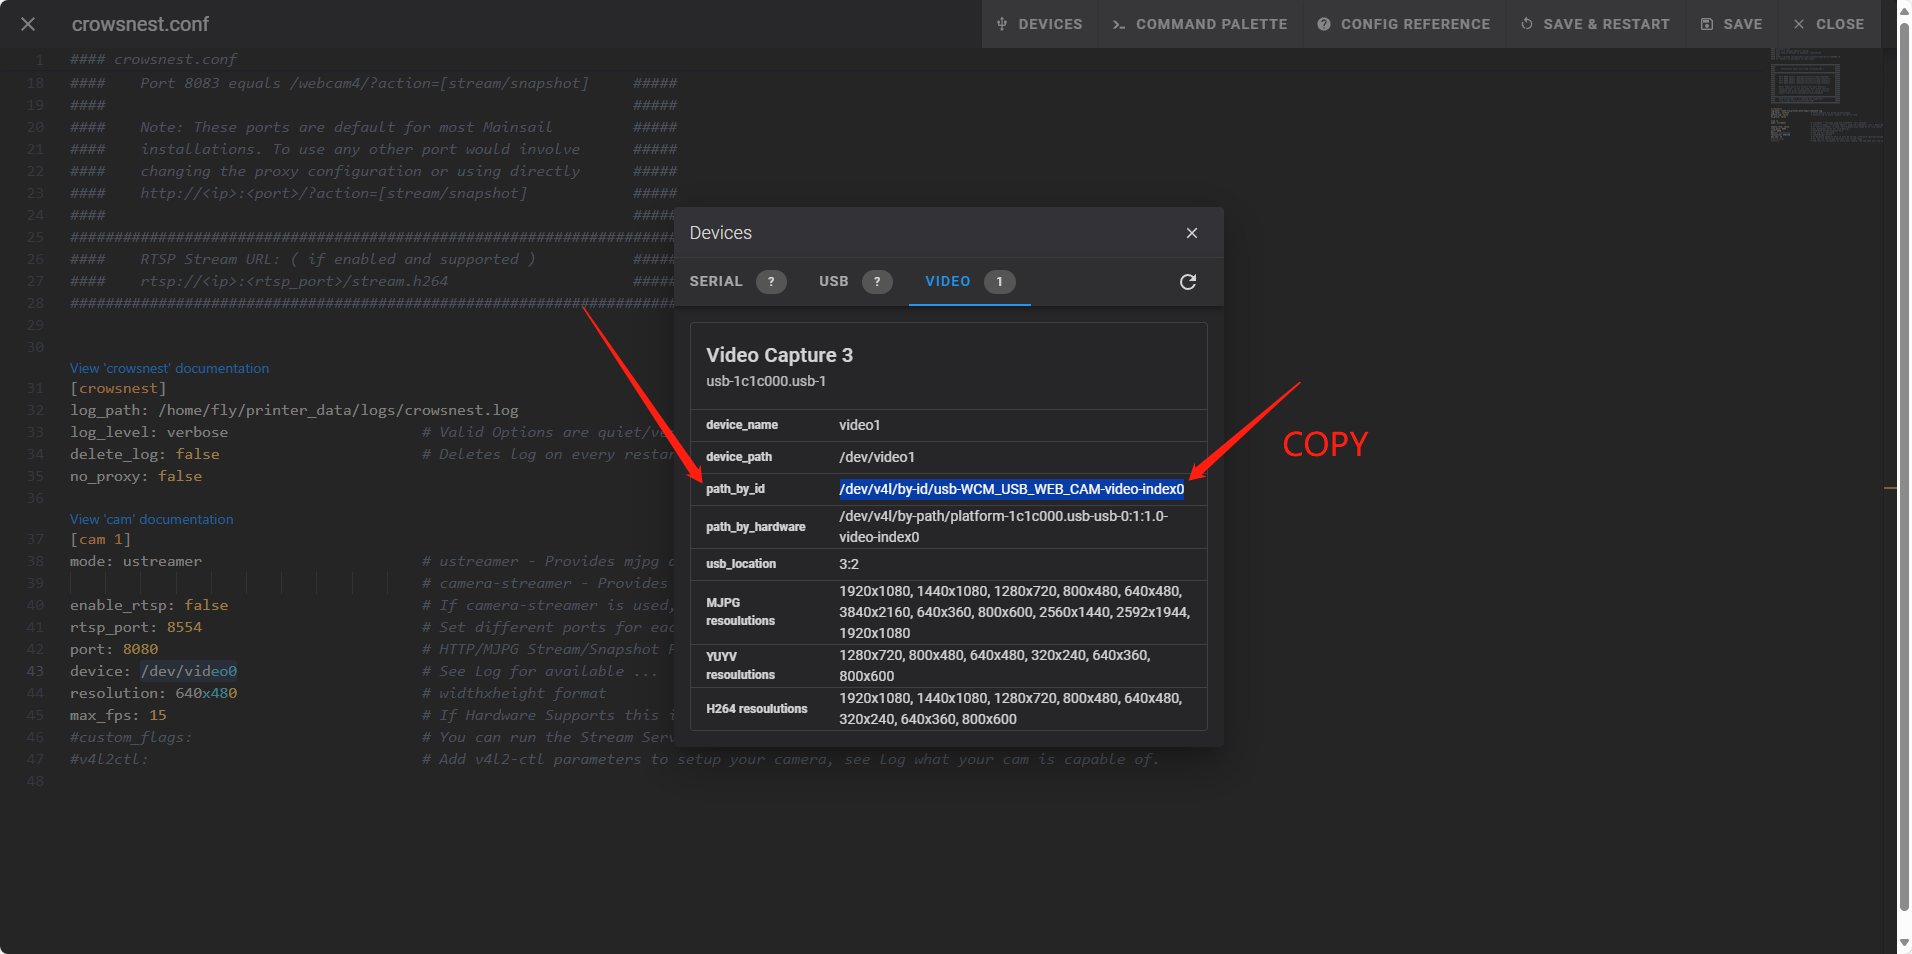 crowsnest.conf
DEVICES
COMMAND PALETTE
CONFIG REFERENCE
SAVE & RESTART
SAVE
CLOSE
1 #### crowsnest.conf
18 #### Port 8083 equals /webcam4/?action=[stream/snapshot] #####
19 #### #####
20 #### Note: These ports are default for most Mainsail #####
21 #### installations. To use any other port would involve #####
22 #### changing the proxy configuration or using directly #####
23 #### http://<ip>:<port>/?action=[stream/snapshot] #####
24 #### #####
25 #####################################################################
26 #### RTSP Stream URL: ( if enabled and supported ) #####
27 #### rtsp://<ip>:<rtsp_port>/stream.h264 #####
28 #####################################################################
29
30
View 'crowsnest' documentation
31 [crowsnest]
32 log_path: /home/fly/printer_data/logs/crowsnest.log
33 log_level: verbose # Valid Options are quiet/ve
34 delete_log: false # Deletes log on every restar
35 no_proxy: false
36
View 'cam' documentation
37 [cam 1]
38 mode: ustreamer # ustreamer - Provides mjpg
39 # camera-streamer - Provides
40 enable_rtsp: false # If camera-streamer is used,
41 rtsp_port: 8554 # Set different ports for eac
42 port: 8080 # HTTP/MJPG Stream/Snapshot
43 device: /dev/video0 # See Log for available ...
44 resolution: 640x480 # widthxheight format
45 max_fps: 15 # If Hardware Supports this
46 #custom_flags: # You can run the Stream Ser
47 #v4l2ctl: # Add v4l2-ctl parameters to setup your camera, see Log what your cam is capable of.
48
Devices
SERIAL ?
USB ?
VIDEO 1
Video Capture 3
usb-1c1c000.usb-1
device_name video1
device_path /dev/video1
path_by_id /dev/v4l/by-id/usb-WCM_USB_WEB_CAM-video-index0
path_by_hardware /dev/v4l/by-path/platform-1c1c000.usb-usb-0:1:1.0-
video-index0
usb_location 3:2
MJPG resoulutions
1920x1080, 1440x1080, 1280x720, 800x480, 640x480,
3840x2160, 640x360, 800x600, 2560x1440, 2592x1944,
1920x1080
YUYV resoulutions
1280x720, 800x480, 640x480, 320x240, 640x360,
800x600
H264 resoulutions
1920x1080, 1440x1080, 1280x720, 800x480, 640x480,
320x240, 640x360, 800x600
COPY